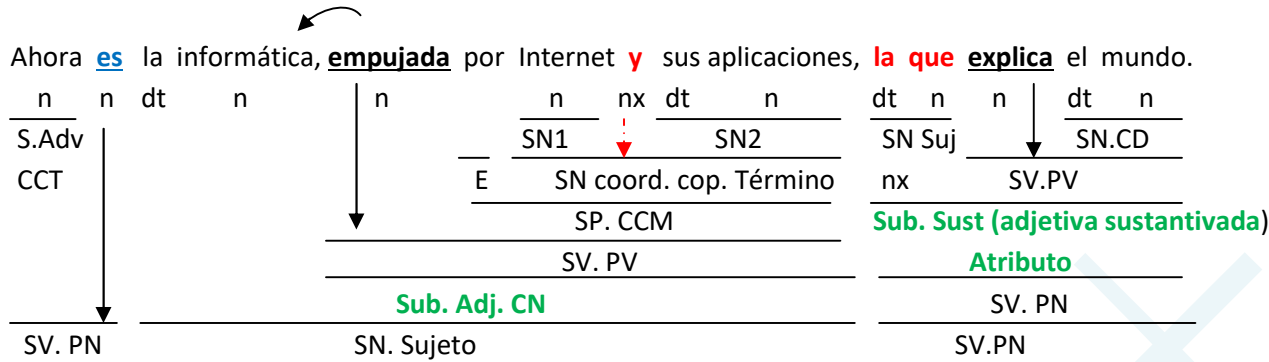 Ahora es la informática, empujada por Internet y sus aplicaciones, la que explica el mundo.
n n dt n n n nx dt n dt n n dt n
S.Adv SN1 SN2 SN Suj SN.CD
CCT E SN coord. cop. Término nx SV.PV
SP. CCM Sub. Sust (adjetiva sustantivada)
SV. PV Atributo
Sub. Adj. CN SV. PN
SV. PN SN. Sujeto SV.PN